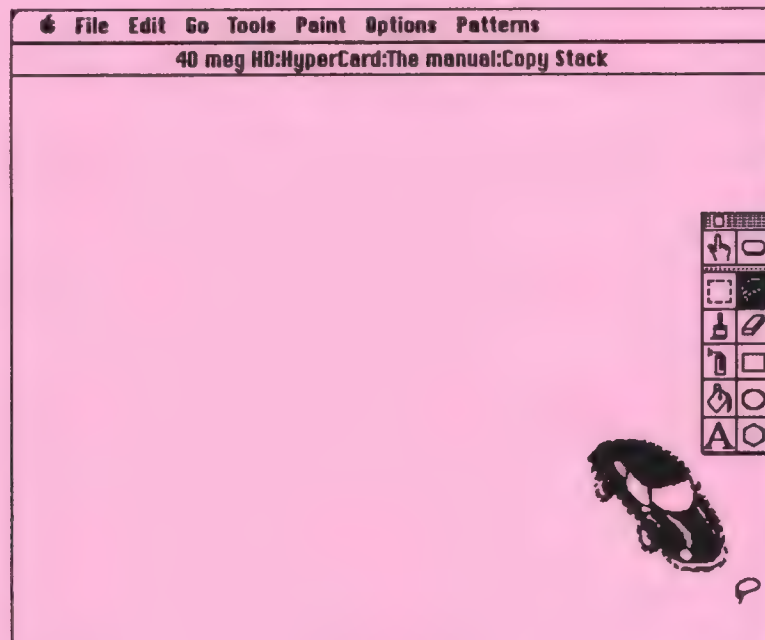 File Edit Go Tools Paint Options Patterns
40 meg HD:HyperCard:The manual:Copy Stack
A